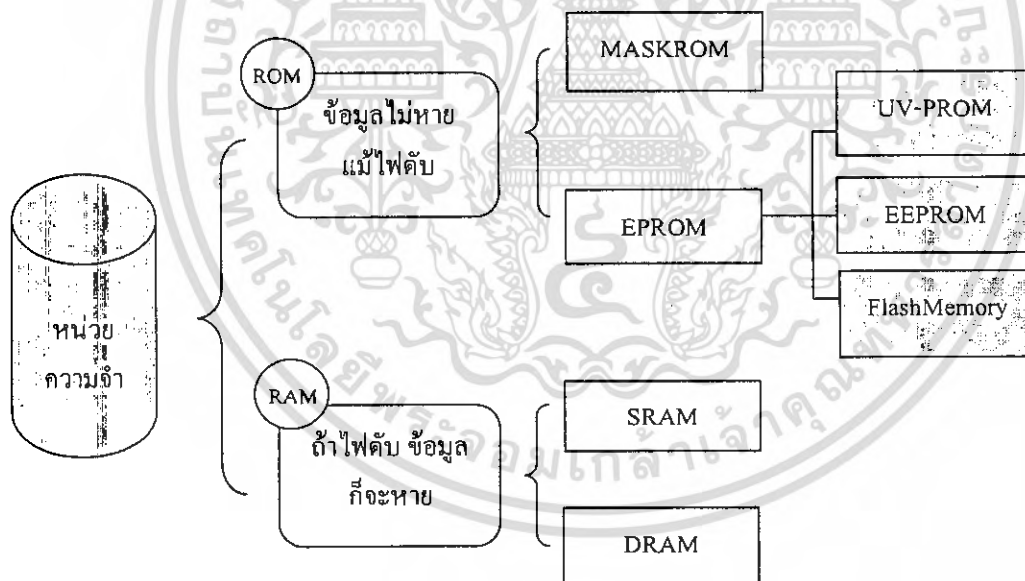 หน่วย
ความจำ
ROM
ข้อมูลไม่หาย
แม้ไฟดับ
MASKROM
EPROM
UV-PROM
EEPROM
FlashMemory
RAM
ถ้าไฟดับ ข้อมูล
ก็จะหาย
SRAM
DRAM